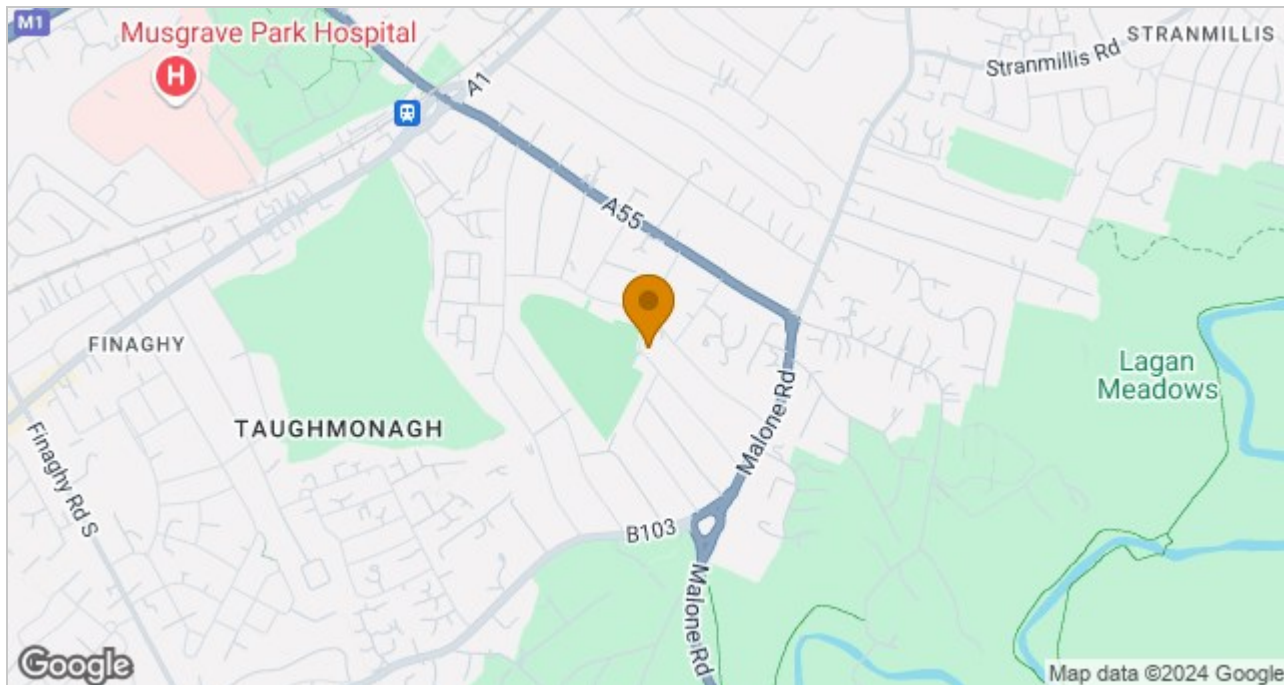 M1
Musgrave Park Hospital
H
A1
STRANMILLIS
Stranmillis Rd
A55
FINAGHY
TAUGHMONAGH
Finaghy Rd S
Malone Rd
Lagan
Meadows
B103
Malone Rd
Google
Map data ©2024 Google